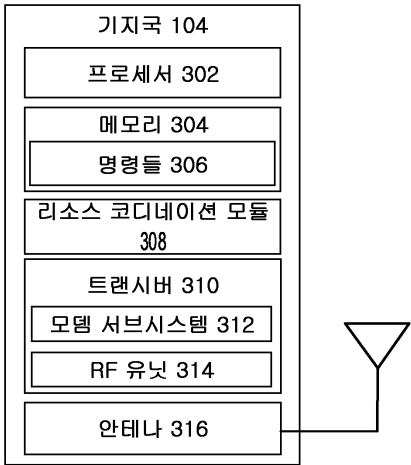 기지국 104
프로세서 302
메모리 304
명령들 306
리소스 코디네이션 모듈
308
트랜시버 310
모뎀 서브시스템 312
RF 유닛 314
안테나 316